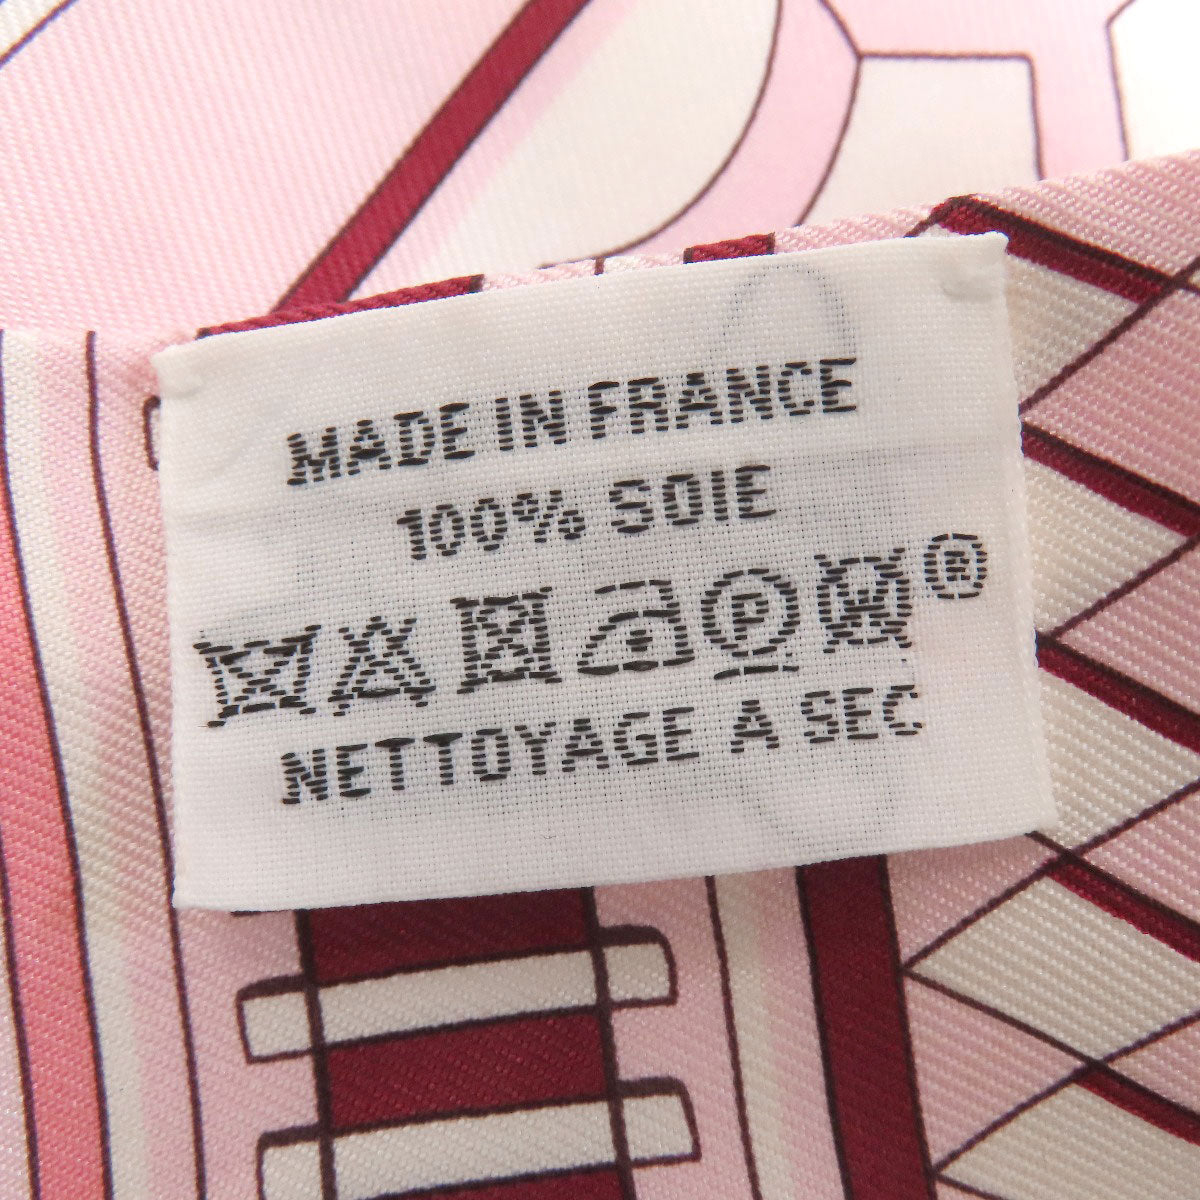 MADE IN FRANCE
100% SOIE
P W ®
NETTOYAGE A SEC